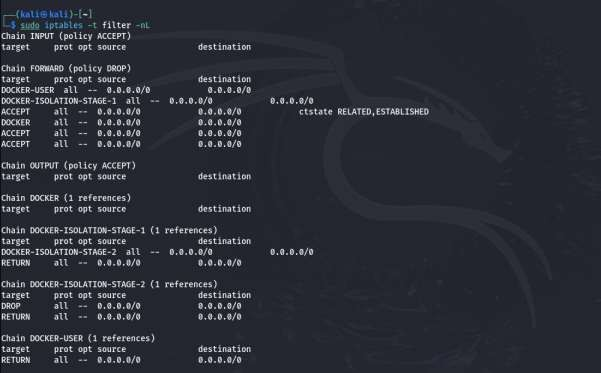 ┌──(kali㉿kali)-[~]
└─$ sudo iptables -t filter -nL
Chain INPUT (policy ACCEPT)
target     prot opt source               destination

Chain FORWARD (policy DROP)
target     prot opt source               destination
DOCKER-USER  all  --  0.0.0.0/0            0.0.0.0/0
DOCKER-ISOLATION-STAGE-1  all  --  0.0.0.0/0            0.0.0.0/0
ACCEPT     all  --  0.0.0.0/0            0.0.0.0/0            ctstate RELATED,ESTABLISHED
DOCKER     all  --  0.0.0.0/0            0.0.0.0/0
ACCEPT     all  --  0.0.0.0/0            0.0.0.0/0
ACCEPT     all  --  0.0.0.0/0            0.0.0.0/0

Chain OUTPUT (policy ACCEPT)
target     prot opt source               destination

Chain DOCKER (1 references)
target     prot opt source               destination

Chain DOCKER-ISOLATION-STAGE-1 (1 references)
target     prot opt source               destination
DOCKER-ISOLATION-STAGE-2  all  --  0.0.0.0/0            0.0.0.0/0
RETURN     all  --  0.0.0.0/0            0.0.0.0/0

Chain DOCKER-ISOLATION-STAGE-2 (1 references)
target     prot opt source               destination
DROP       all  --  0.0.0.0/0            0.0.0.0/0
RETURN     all  --  0.0.0.0/0            0.0.0.0/0

Chain DOCKER-USER (1 references)
target     prot opt source               destination
RETURN     all  --  0.0.0.0/0            0.0.0.0/0